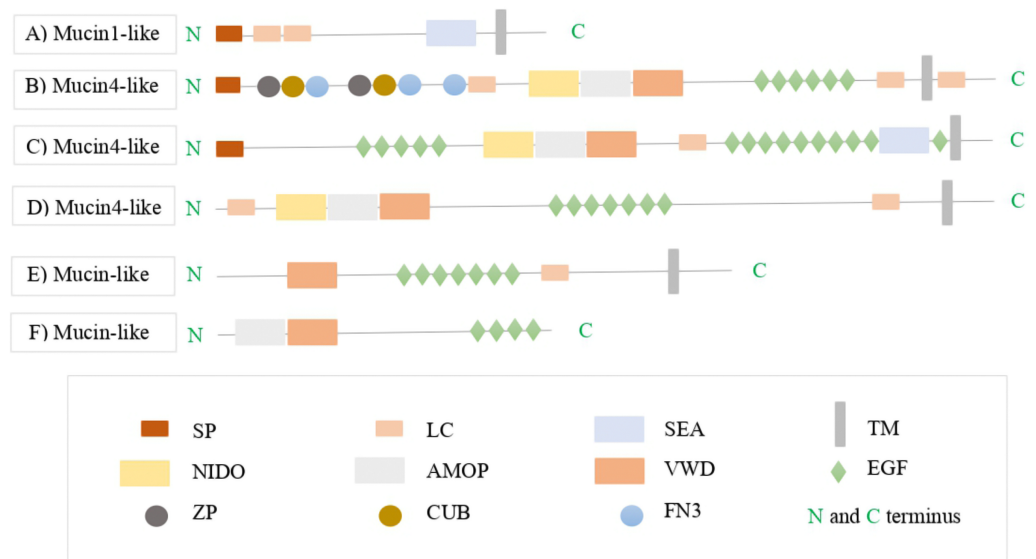 A) Mucin1-like N C
B) Mucin4-like N C
C) Mucin4-like N C
D) Mucin4-like N C
E) Mucin-like N C
F) Mucin-like N C
SP LC SEA TM
NIDO AMOP VWD EGF
ZP CUB FN3 N and C terminus